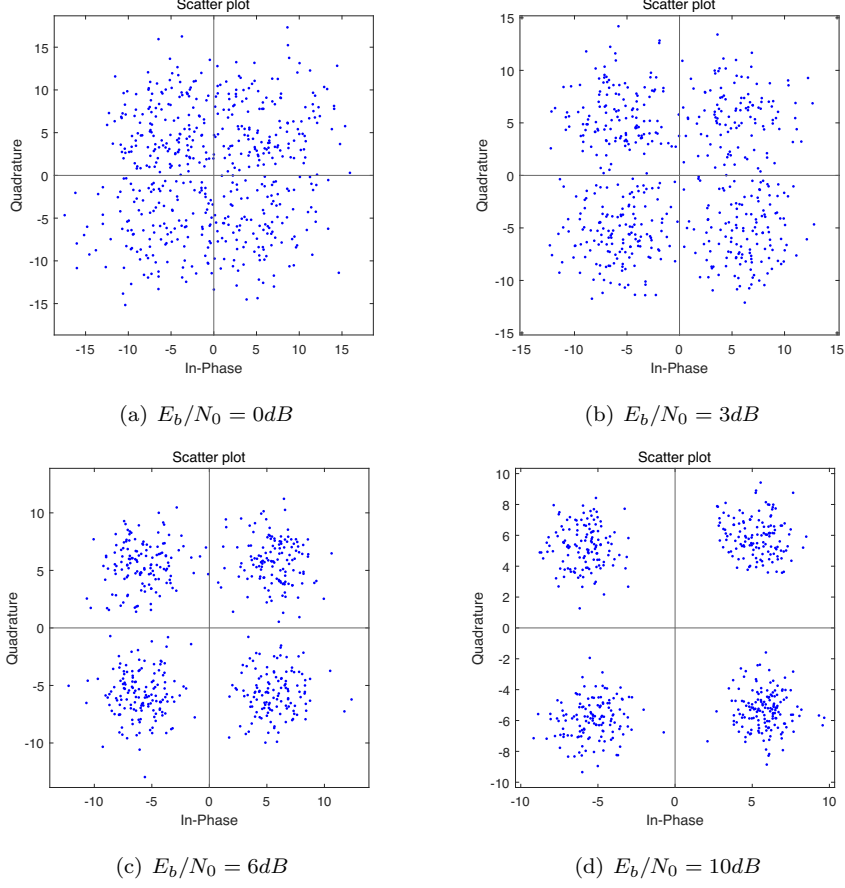 Scatter plot
15
10
5
0
-5
-10
-15
Quadrature
-15 -10 -5 0 5 10 15
In-Phase
(a) E_b/N_0 = 0dB
Scatter plot
15
10
5
0
-5
-10
-15
Quadrature
-15 -10 -5 0 5 10 15
In-Phase
(b) E_b/N_0 = 3dB
Scatter plot
10
5
0
-5
-10
Quadrature
-10 -5 0 5 10
In-Phase
(c) E_b/N_0 = 6dB
Scatter plot
10
8
6
4
2
0
-2
-4
-6
-8
-10
Quadrature
-10 -5 0 5 10
In-Phase
(d) E_b/N_0 = 10dB